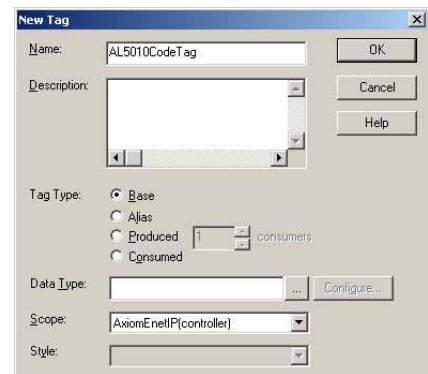 New Tag
Name: AL5010CodeTag OK
Description: Cancel
Help
Tag Type: Base
Alias
Produced 1 consumers
Consumed
Data Type: ... Configure...
Scope: AxiomEnetIP(controller)
Style: